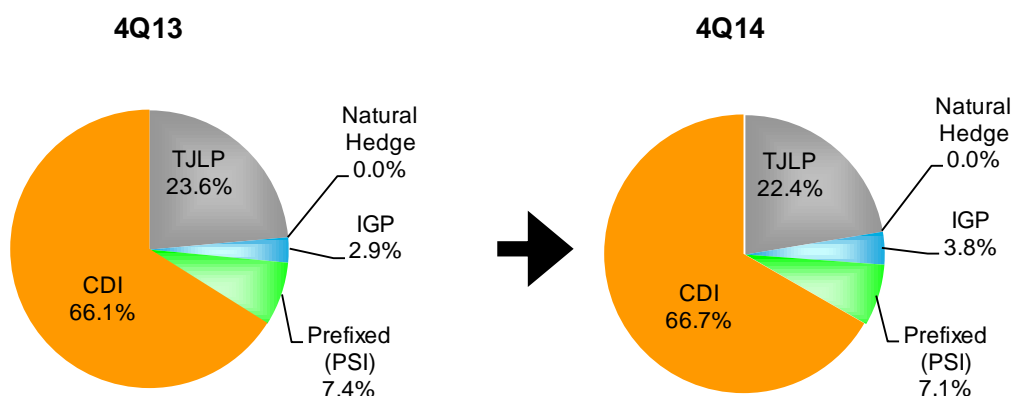 4Q13
Natural
Hedge
0.0%
TJLP
23.6%
IGP
2.9%
CDI
66.1%
Prefixed
(PSI)
7.4%
4Q14
Natural
Hedge
0.0%
TJLP
22.4%
IGP
3.8%
CDI
66.7%
Prefixed
(PSI)
7.1%